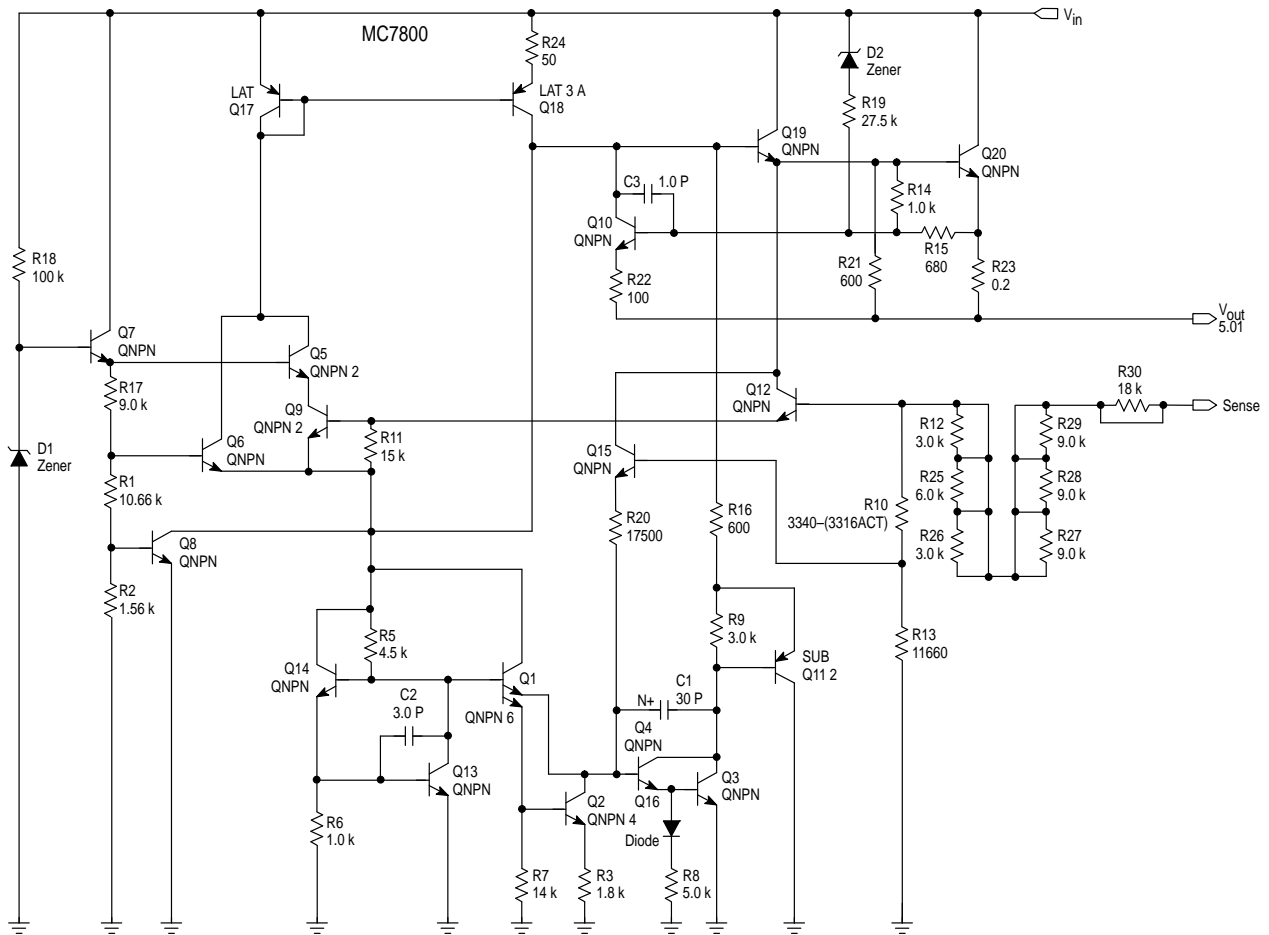 MC7800
Vin
R24
50
D2
Zener
LAT
Q17
LAT 3 A
Q18
R19
27.5 k
Q19
QNPN
Q20
QNPN
C3
1.0 P
R14
1.0 k
Q10
QNPN
R18
100 k
R15
680
R21
600
R23
0.2
R22
100
Vout
5.01
Q7
QNPN
Q5
QNPN 2
R17
9.0 k
Q12
QNPN
R30
18 k
Sense
Q9
QNPN 2
R12
3.0 k
R29
9.0 k
R11
15 k
Q6
QNPN
D1
Zener
Q15
QNPN
R25
6.0 k
R28
9.0 k
R1
10.66 k
R10
3340–(3316ACT)
R20
17500
R16
600
R26
3.0 k
R27
9.0 k
Q8
QNPN
R2
1.56 k
R9
3.0 k
R5
4.5 k
R13
11660
SUB
Q11 2
Q14
QNPN
Q1
QNPN 6
C2
3.0 P
N+
C1
30 P
Q4
QNPN
Q13
QNPN
Q3
QNPN
Q16
Q2
QNPN 4
R6
1.0 k
Diode
R7
14 k
R3
1.8 k
R8
5.0 k